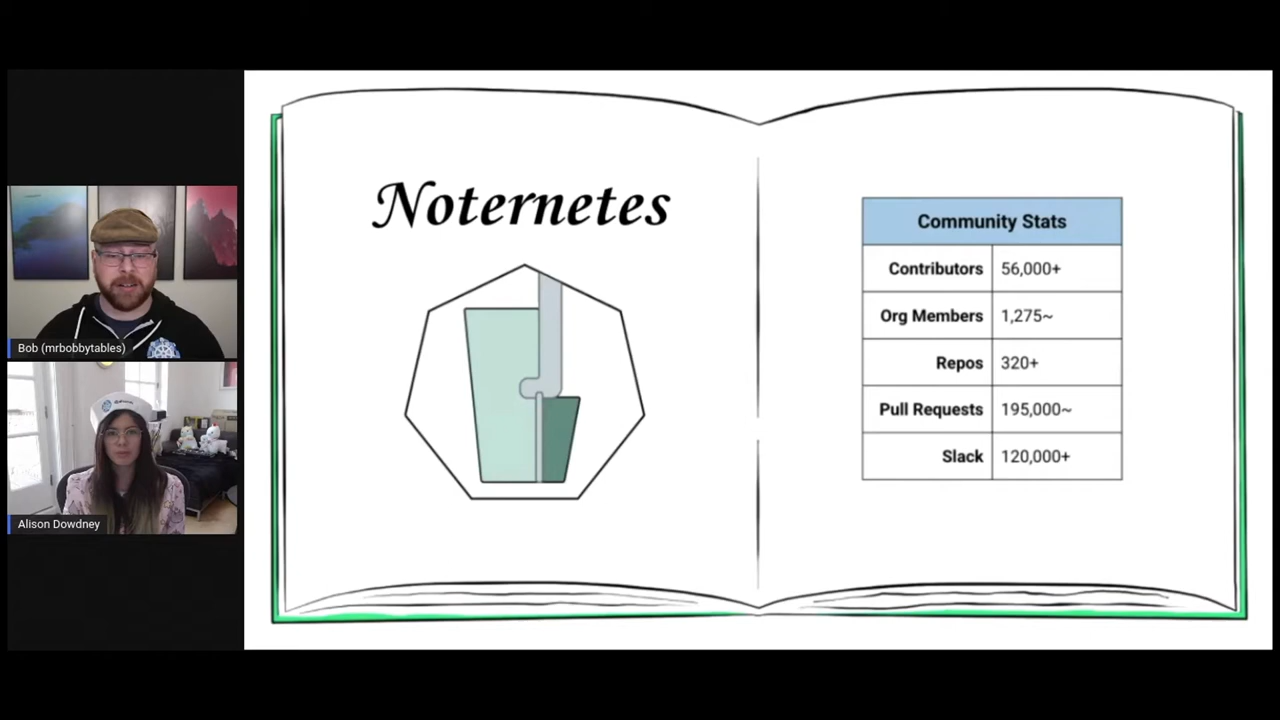 Noternetes
Community Stats
Contributors 56,000+
Org Members 1,275~
Repos 320+
Pull Requests 195,000~
Slack 120,000+
Bob (mrbobbytables)
Alison Dowdney